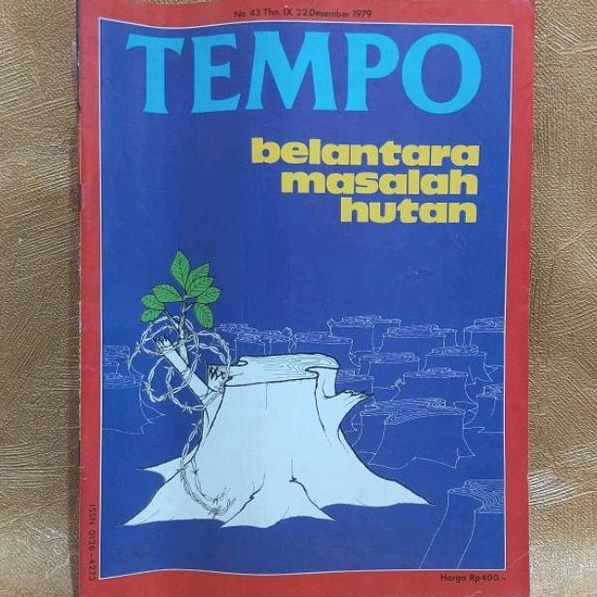 No. 43 Thn. IX 22 Desember 1979
TEMPO
belantara
masalah
hutan
ISSN 0126-4273
Harga Rp400.-